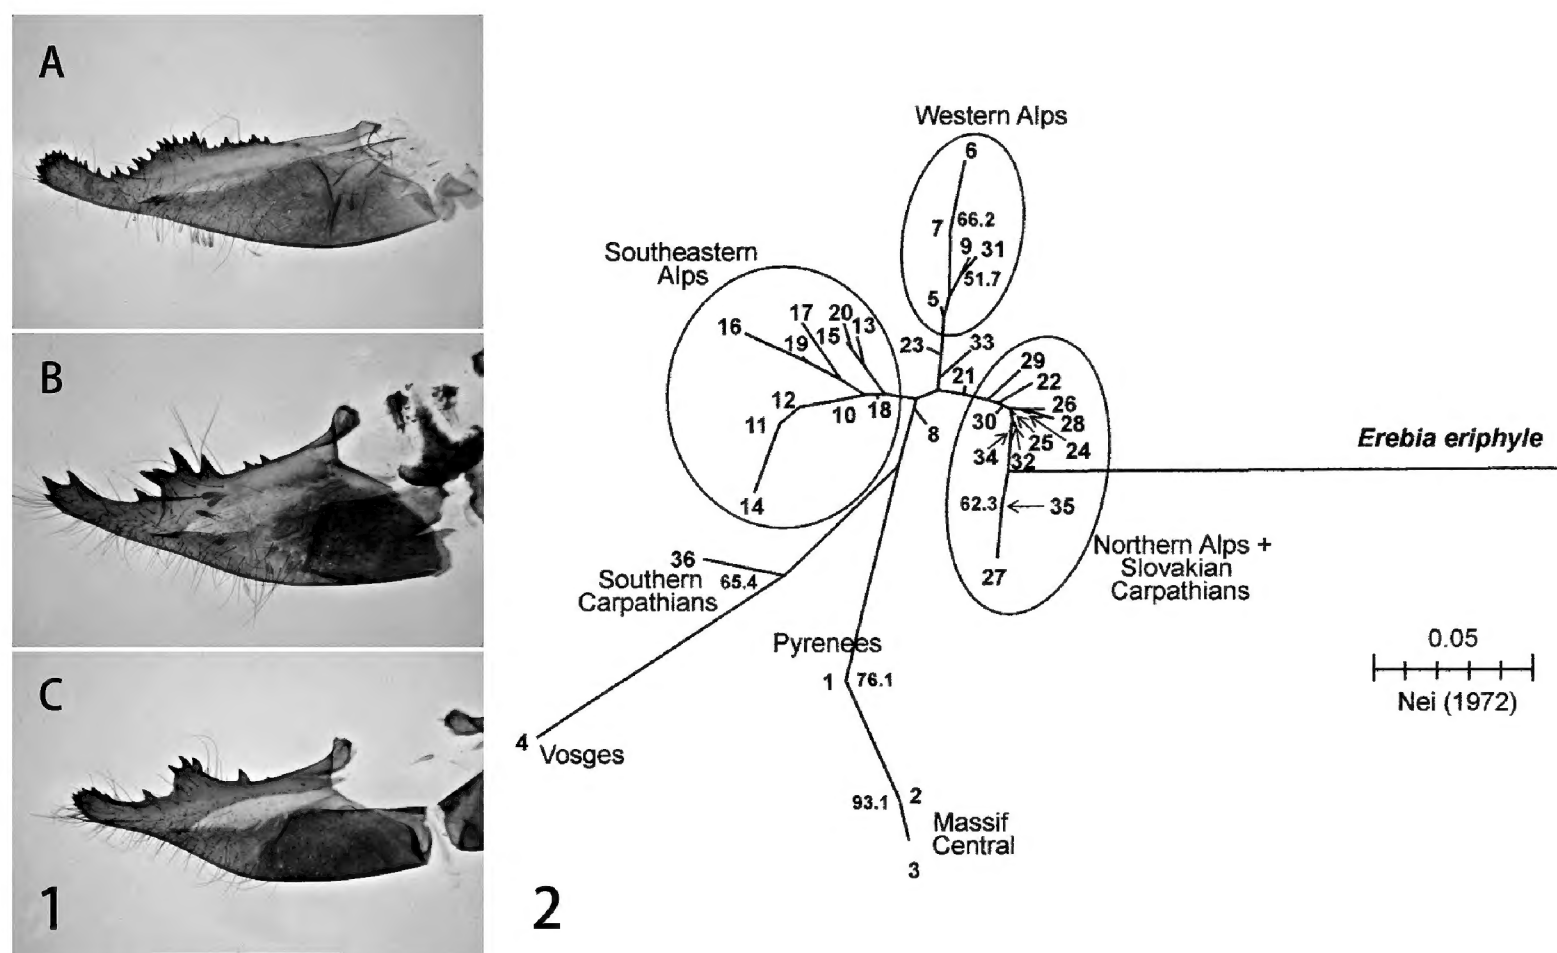 A
B
C
1
Western Alps
6
7
66.2
9
31
51.7
5
23
33
Southeastern
Alps
16
17
20
13
15
19
12
11
10
18
14
8
21
29
22
26
28
30
25
24
34
32
62.3
35
27
Northern Alps +
Slovakian
Carpathians
Erebia eriphyle
36
65.4
Southern
Carpathians
Pyrenees
1
76.1
4
Vosges
93.1
2
3
Massif
Central
0.05
Nei (1972)
2